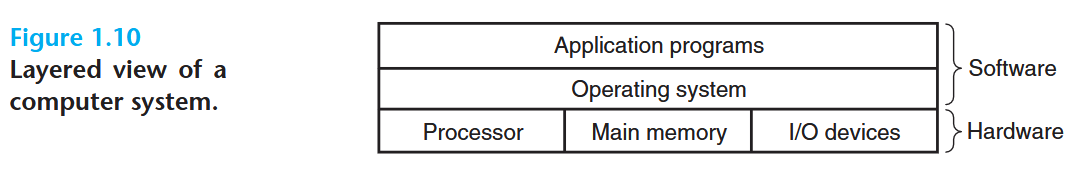 Figure 1.10
Layered view of a
computer system.
Application programs
Operating system
Software
Processor Main memory I/O devices
Hardware